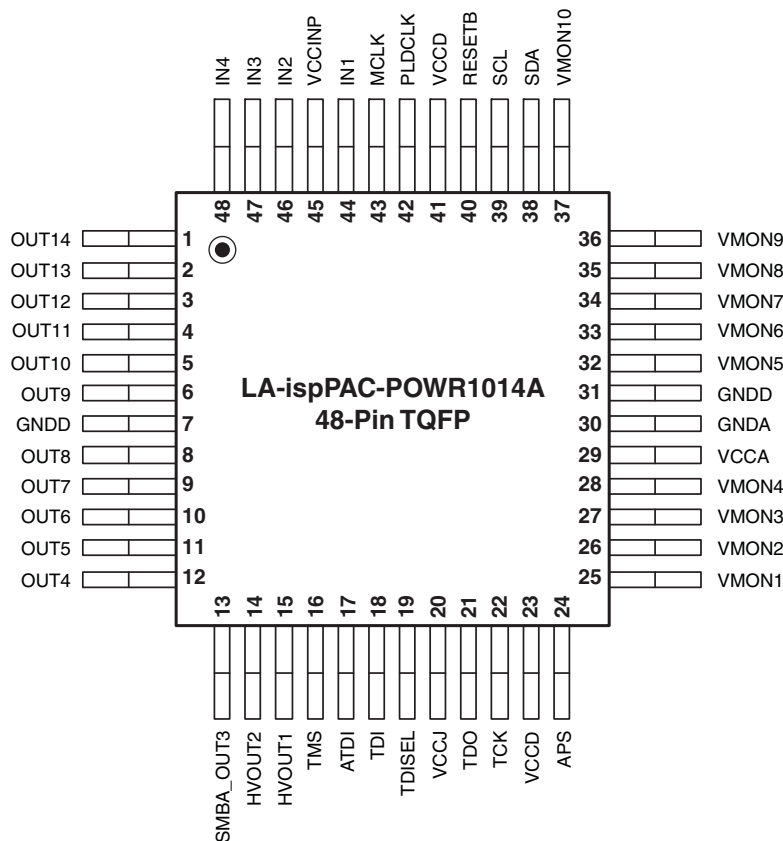 IN4
IN3
IN2
VCCINP
IN1
MCLK
PLDCLK
VCCD
RESETB
SCL
SDA
VMON10
48
47
46
45
44
43
42
41
40
39
38
37
OUT14 1
OUT13 2
OUT12 3
OUT11 4
OUT10 5
OUT9 6
GNDD 7
OUT8 8
OUT7 9
OUT6 10
OUT5 11
OUT4 12
LA-ispPAC-POWR1014A
48-Pin TQFP
36 VMON9
35 VMON8
34 VMON7
33 VMON6
32 VMON5
31 GNDD
30 GNDA
29 VCCA
28 VMON4
27 VMON3
26 VMON2
25 VMON1
13
14
15
16
17
18
19
20
21
22
23
24
SMBA_OUT3
HVOUT2
HVOUT1
TMS
ATDI
TDI
TDISEL
VCCJ
TDO
TCK
VCCD
APS